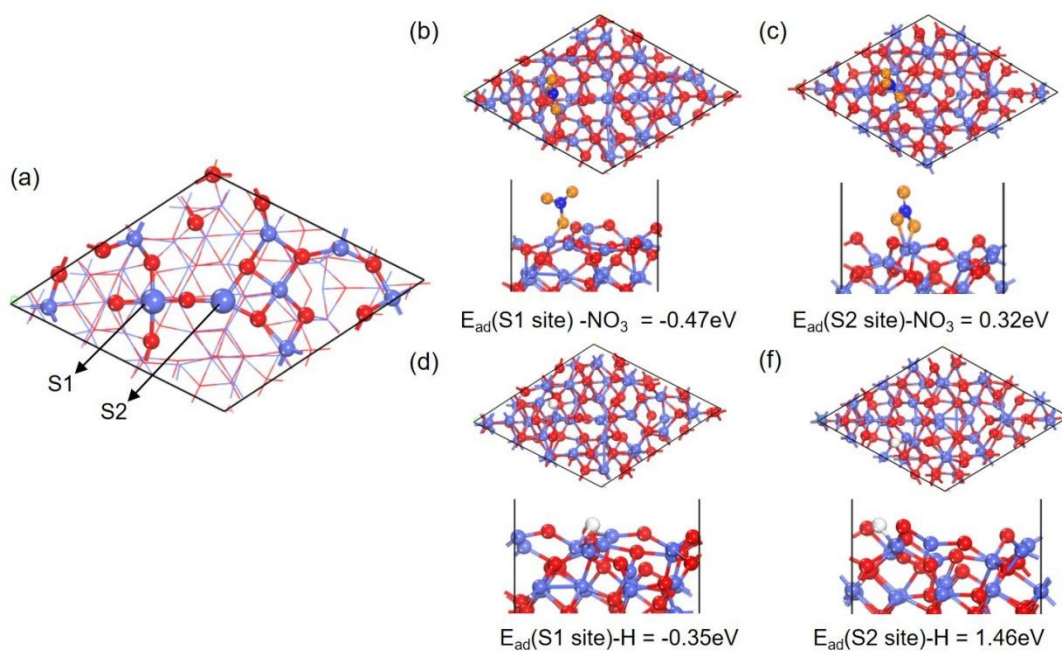 (a)
S1
S2
(b)
E_ad(S1 site) -NO₃ = -0.47eV
(c)
E_ad(S2 site)-NO₃ = 0.32eV
(d)
E_ad(S1 site)-H = -0.35eV
(f)
E_ad(S2 site)-H = 1.46eV